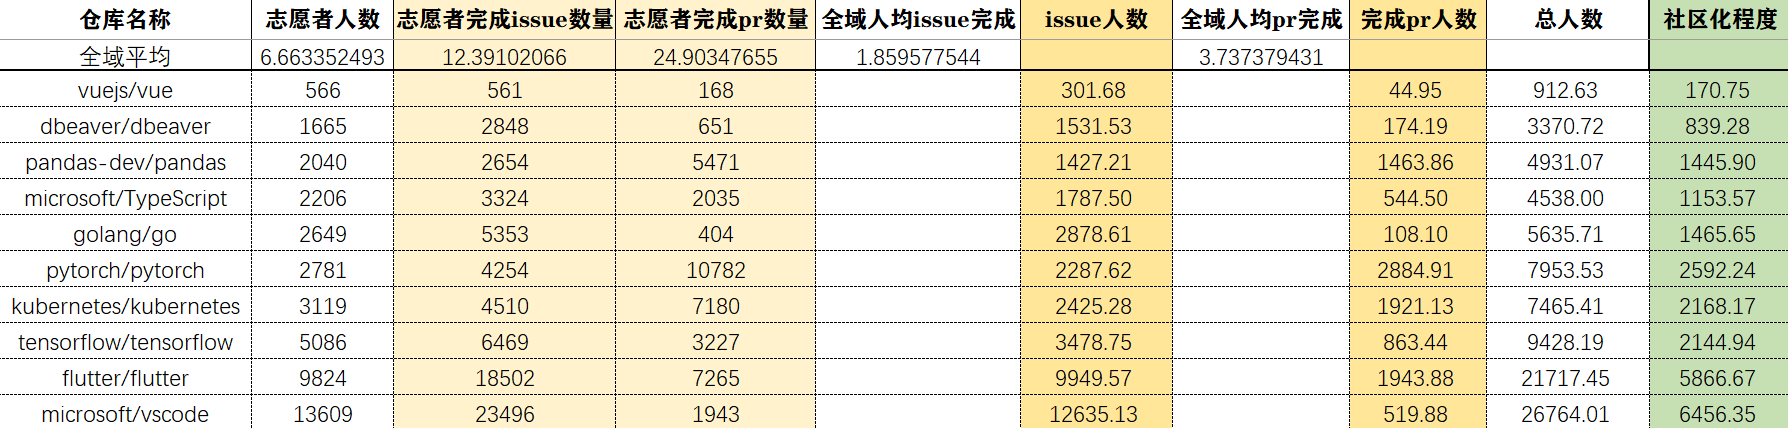 仓库名称 志愿者人数 志愿者完成issue数量 志愿者完成pr数量 全域人均issue完成 issue人数 全域人均pr完成 完成pr人数 总人数 社区化程度
全域平均 6.663352493 12.39102066 24.90347655 1.859577544 3.737379431
vuejs/vue 566 561 168 301.68 44.95 912.63 170.75
dbeaver/dbeaver 1665 2848 651 1531.53 174.19 3370.72 839.28
pandas-dev/pandas 2040 2654 5471 1427.21 1463.86 4931.07 1445.90
microsoft/TypeScript 2206 3324 2035 1787.50 544.50 4538.00 1153.57
golang/go 2649 5353 404 2878.61 108.10 5635.71 1465.65
pytorch/pytorch 2781 4254 10782 2287.62 2884.91 7953.53 2592.24
kubernetes/kubernetes 3119 4510 7180 2425.28 1921.13 7465.41 2168.17
tensorflow/tensorflow 5086 6469 3227 3478.75 863.44 9428.19 2144.94
flutter/flutter 9824 18502 7265 9949.57 1943.88 21717.45 5866.67
microsoft/vscode 13609 23496 1943 12635.13 519.88 26764.01 6456.35